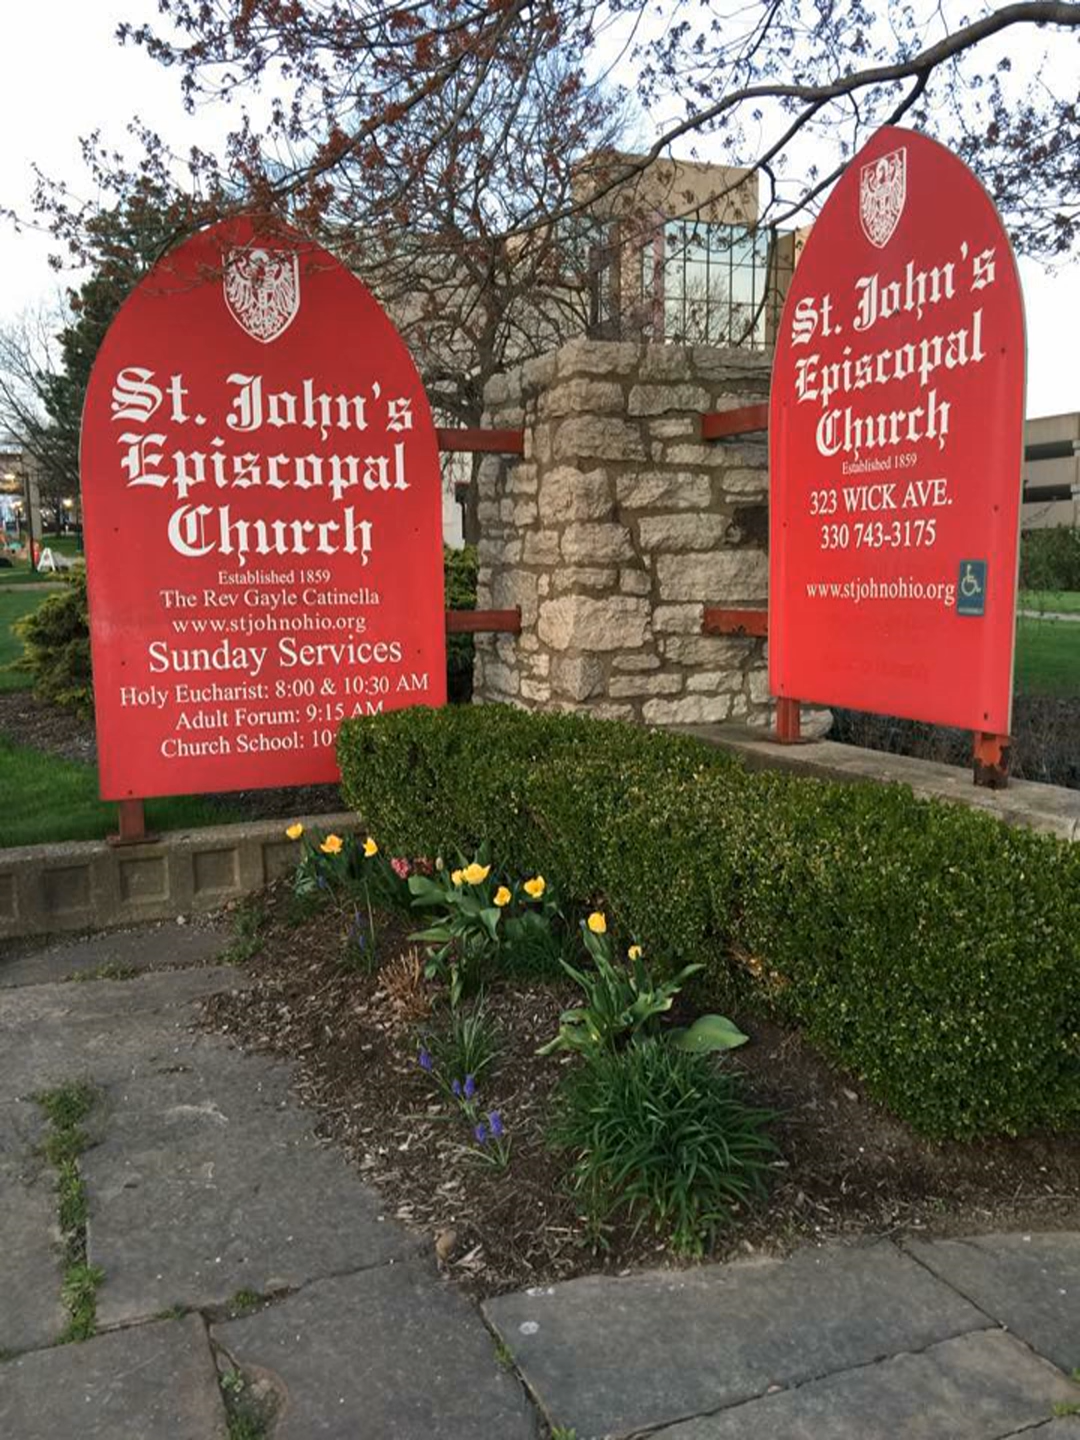 St. John's
Episcopal
Church
Established 1859
The Rev Gayle Catinella
www.stjohnohio.org
Sunday Services
Holy Eucharist: 8:00 & 10:30 AM
Adult Forum: 9:15 AM
Church School: 10:
St. John's
Episcopal
Church
Established 1859
323 WICK AVE.
330 743-3175
www.stjohnohio.org